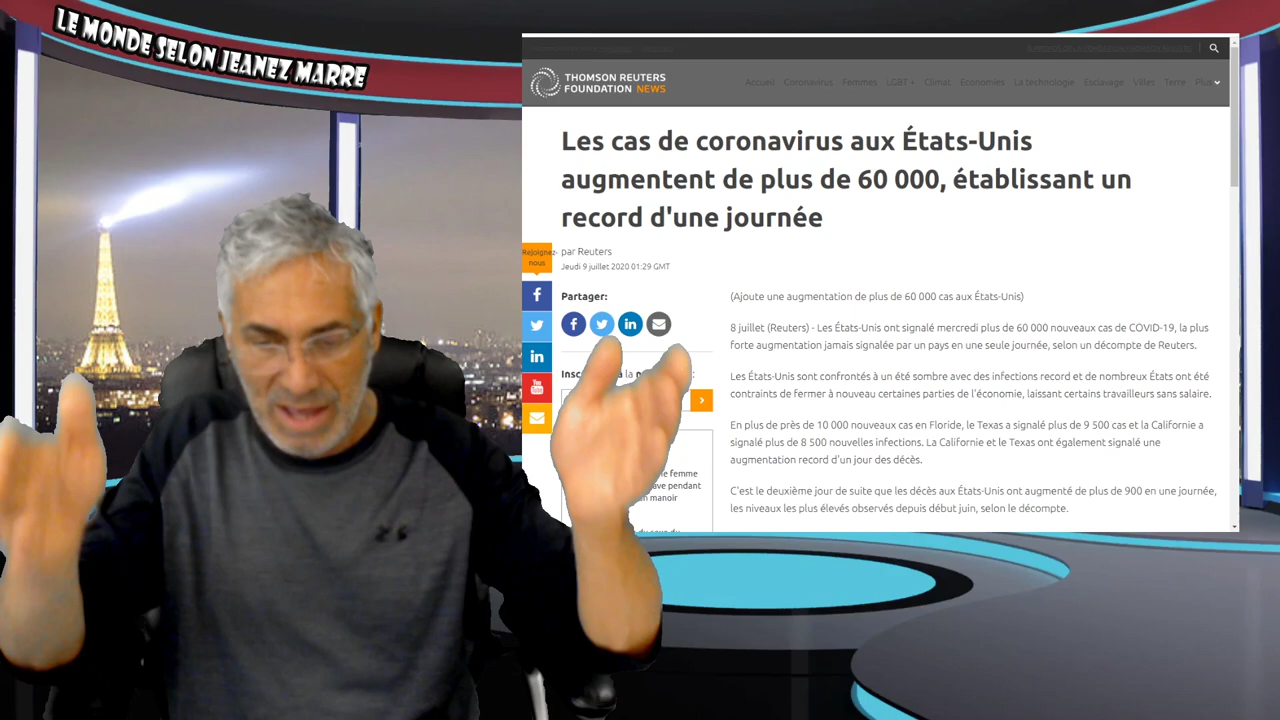 LE MONDE SELON JEANEZ MARRE
THOMSON REUTERS
FOUNDATION NEWS
Accueil Coronavirus Femmes LGBT+ Climat Economies La technologie Esclavage Villes Terre Plus
Les cas de coronavirus aux États-Unis
augmentent de plus de 60 000, établissant un
record d'une journée
Rejoignez-
nous
par Reuters
Jeudi 9 juillet 2020 01:29 GMT
Partager:
(Ajoute une augmentation de plus de 60 000 cas aux États-Unis)
8 juillet (Reuters) - Les États-Unis ont signalé mercredi plus de 60 000 nouveaux cas de COVID-19, la plus
forte augmentation jamais signalée par un pays en une seule journée, selon un décompte de Reuters.
la
Les États-Unis sont confrontés à un été sombre avec des infections record et de nombreux États ont été
contraints de fermer à nouveau certaines parties de l'économie, laissant certains travailleurs sans salaire.
En plus de près de 10 000 nouveaux cas en Floride, le Texas a signalé plus de 9 500 cas et la Californie a
signalé plus de 8 500 nouvelles infections. La Californie et le Texas ont également signalé une
augmentation record d'un jour des décès.
femme
pendant
manoir
C'est le deuxième jour de suite que les décès aux États-Unis ont augmenté de plus de 900 en une journée,
les niveaux les plus élevés observés depuis début juin, selon le décompte.